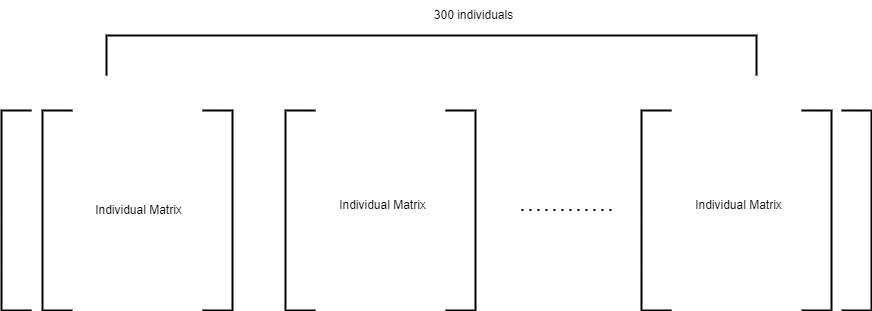 300 individuals
Individual Matrix
Individual Matrix
............
Individual Matrix